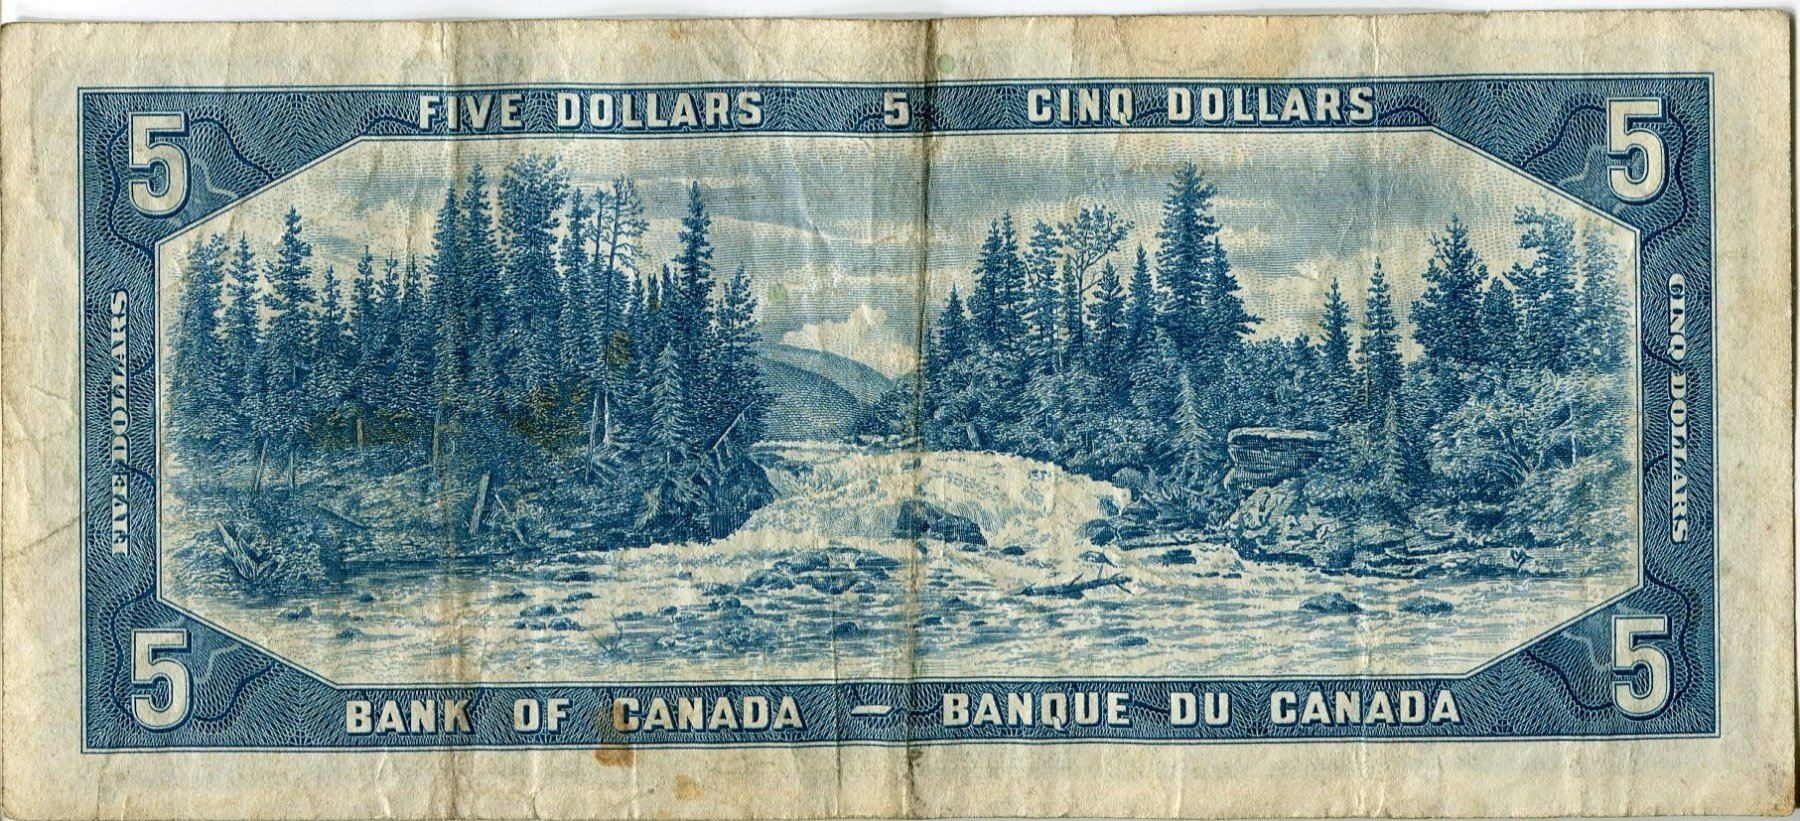 FIVE DOLLARS 5 CINQ DOLLARS
5
5
FIVE DOLLARS
CINQ DOLLARS
5
5
BANK OF CANADA — BANQUE DU CANADA